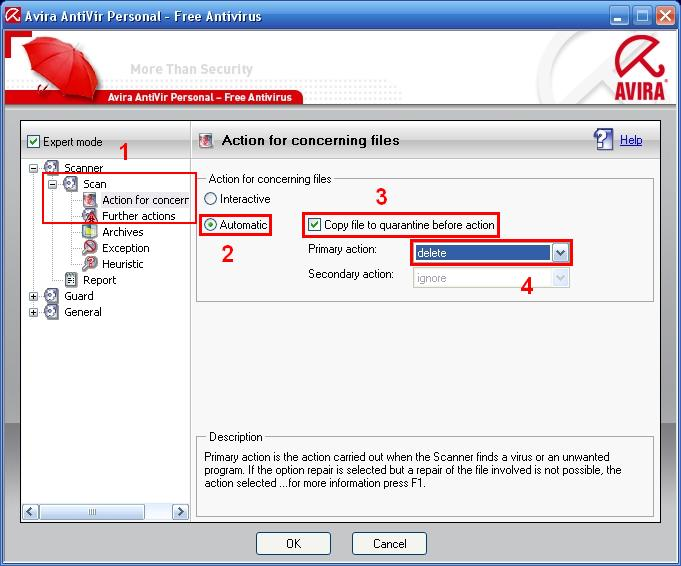 Avira AntiVir Personal - Free Antivirus
More Than Security
Avira AntiVir Personal – Free Antivirus
AVIRA
Expert mode
1
Scanner
Scan
Action for concern
Further actions
Archives
Exception
Heuristic
Report
Guard
General
Action for concerning files
Help
Action for concerning files
Interactive
3
Automatic
Copy file to quarantine before action
2
Primary action:
delete
Secondary action:
ignore
4
Description
Primary action is the action carried out when the Scanner finds a virus or an unwanted
program. If the option repair is selected but a repair of the file involved is not possible, the
action selected ...for more information press F1.
OK
Cancel